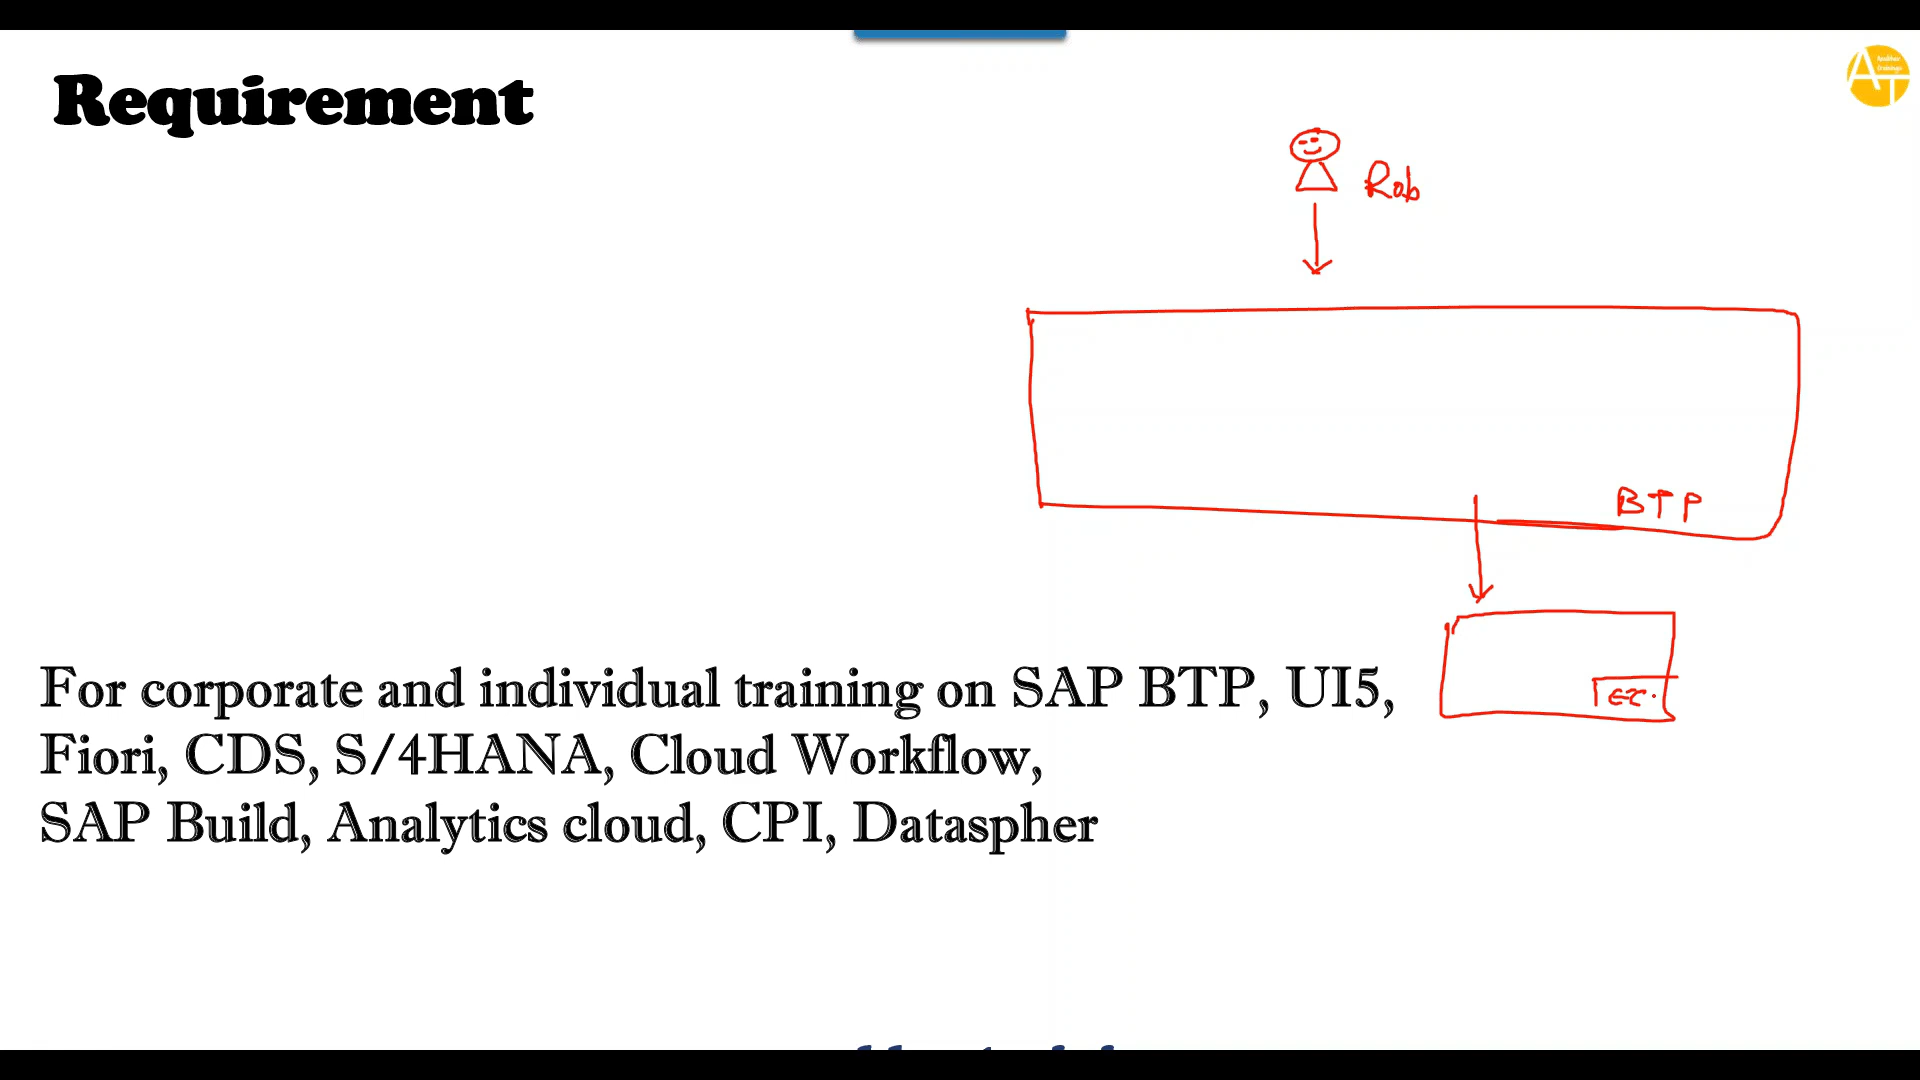 Requirement
Rob
BTP
For corporate and individual training on SAP BTP, UI5,
Fiori, CDS, S/4HANA, Cloud Workflow,
SAP Build, Analytics cloud, CPI, Dataspher